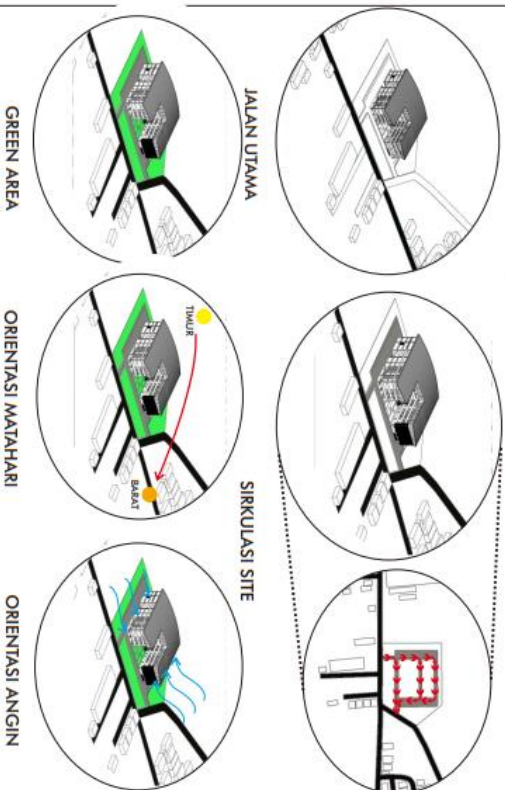 JALAN UTAMA
SIRKULASI SITE
GREEN AREA
TIMUR
BARAT
ORIENTASI MATAHARI
ORIENTASI ANGIN